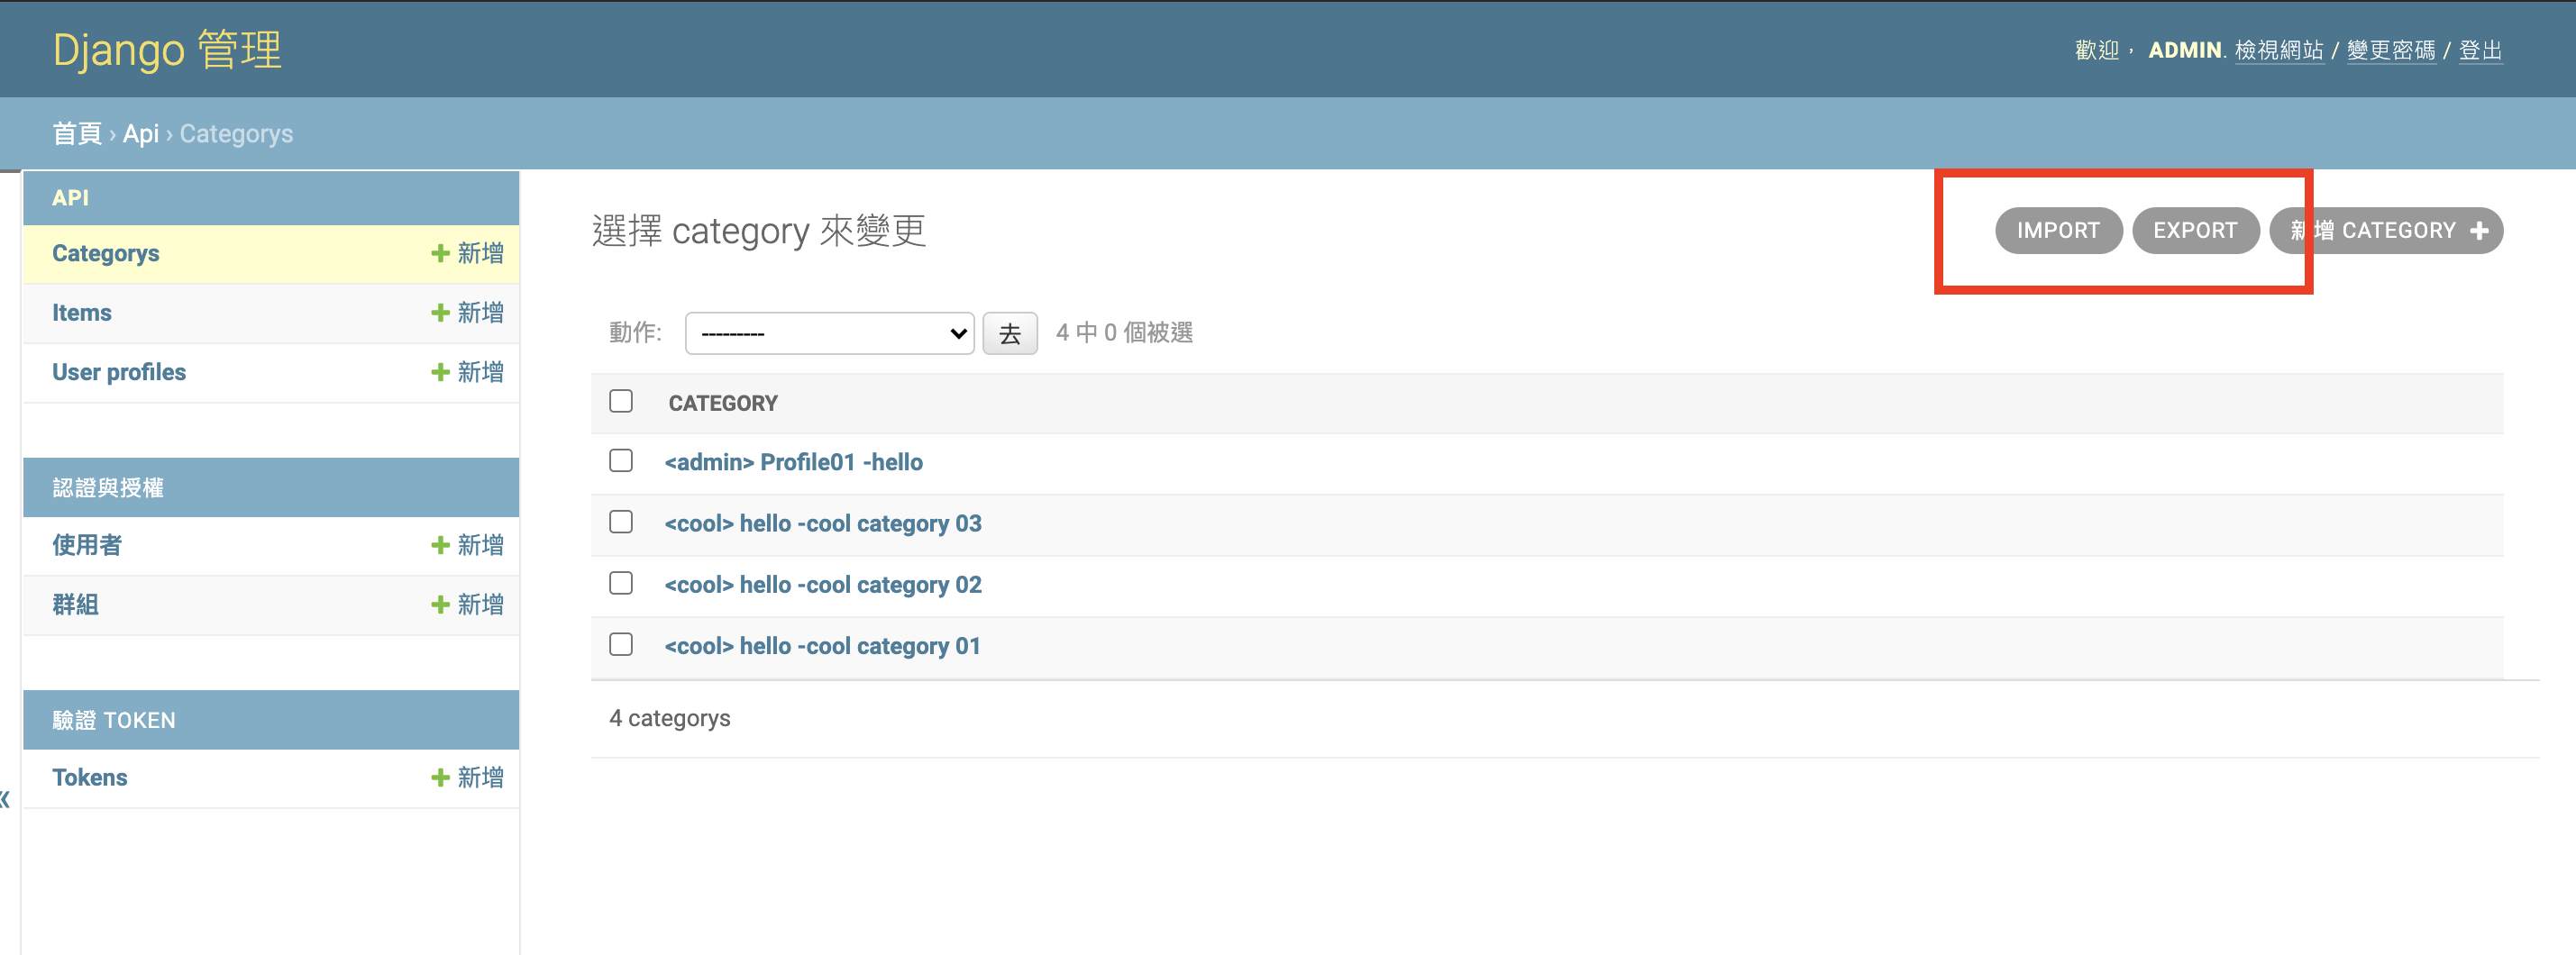 Django 管理
歡迎， ADMIN. 檢視網站 / 變更密碼 / 登出
首頁 › Api › Categorys
API
Categorys + 新增
Items + 新增
User profiles + 新增
認證與授權
使用者 + 新增
群組 + 新增
驗證 TOKEN
Tokens + 新增
«
選擇 category 來變更
IMPORT EXPORT 新增 CATEGORY +
動作: --------- 去 4 中 0 個被選
CATEGORY
<admin> Profile01 -hello
<cool> hello -cool category 03
<cool> hello -cool category 02
<cool> hello -cool category 01
4 categorys